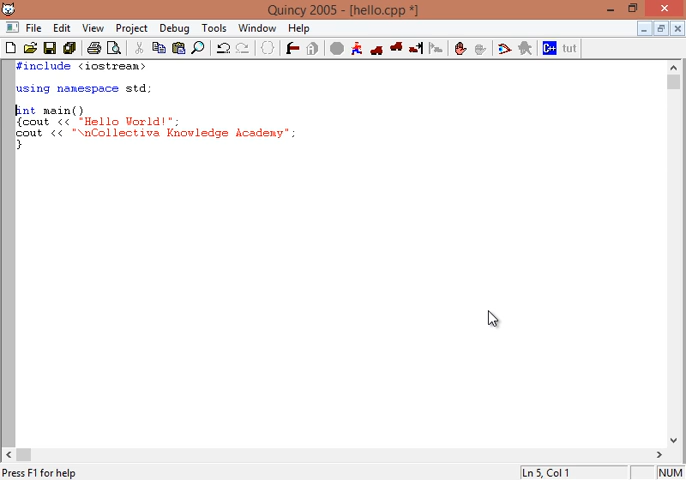 Quincy 2005 - [hello.cpp *]
File Edit View Project Debug Tools Window Help
C++ tut
#include <iostream>
using namespace std;
int main()
{cout << "Hello World!";
cout << "\nCollectiva Knowledge Academy";
}
Press F1 for help Ln 5, Col 1 NUM